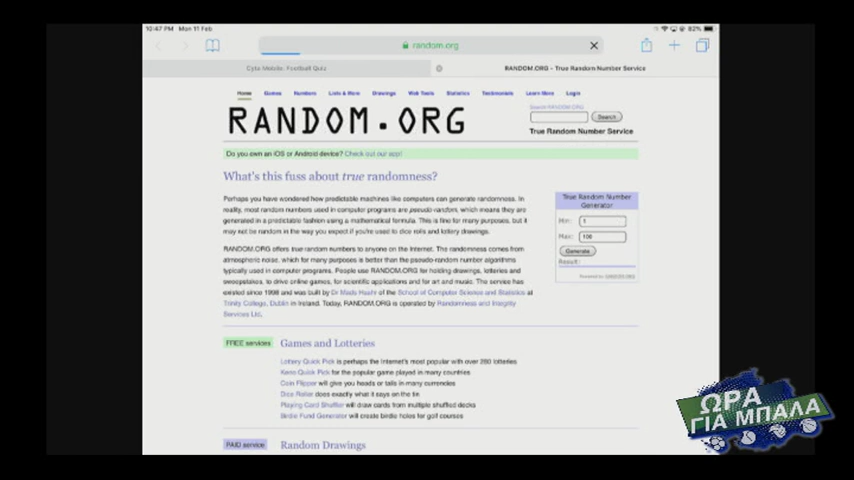 10:47 PM Mon 11 Feb
82%
random.org
Cyta Mobile: Football Quiz
RANDOM.ORG - True Random Number Service
Home Games Numbers Lists & More Drawings Web Tools Statistics Testimonials Learn More Login
RANDOM.ORG
Search RANDOM.ORG
Search
True Random Number Service
Do you own an iOS or Android device? Check out our app!
What's this fuss about true randomness?
Perhaps you have wondered how predictable machines like computers can generate randomness. In
reality, most random numbers used in computer programs are pseudo-random, which means they are
generated in a predictable fashion using a mathematical formula. This is fine for many purposes, but it
may not be random in the way you expect if you're used to dice rolls and lottery drawings.
RANDOM.ORG offers true random numbers to anyone on the Internet. The randomness comes from
atmospheric noise, which for many purposes is better than the pseudo-random number algorithms
typically used in computer programs. People use RANDOM.ORG for holding drawings, lotteries and
sweepstakes, to drive online games, for scientific applications and for art and music. The service has
existed since 1998 and was built by Dr Mads Haahr of the School of Computer Science and Statistics at
Trinity College, Dublin in Ireland. Today, RANDOM.ORG is operated by Randomness and Integrity
Services Ltd.
True Random Number
Generator
Min: 1
Max: 100
Generate
Result:
Powered by RANDOM.ORG
FREE services
Games and Lotteries
Lottery Quick Pick is perhaps the Internet's most popular with over 280 lotteries
Keno Quick Pick for the popular game played in many countries
Coin Flipper will give you heads or tails in many currencies
Dice Roller does exactly what it says on the tin
Playing Card Shuffler will draw cards from multiple shuffled decks
Birdie Fund Generator will create birdie holes for golf courses
PAID service
Random Drawings
ΩΡΑ
ΓΙΑ ΜΠΑΛΑ